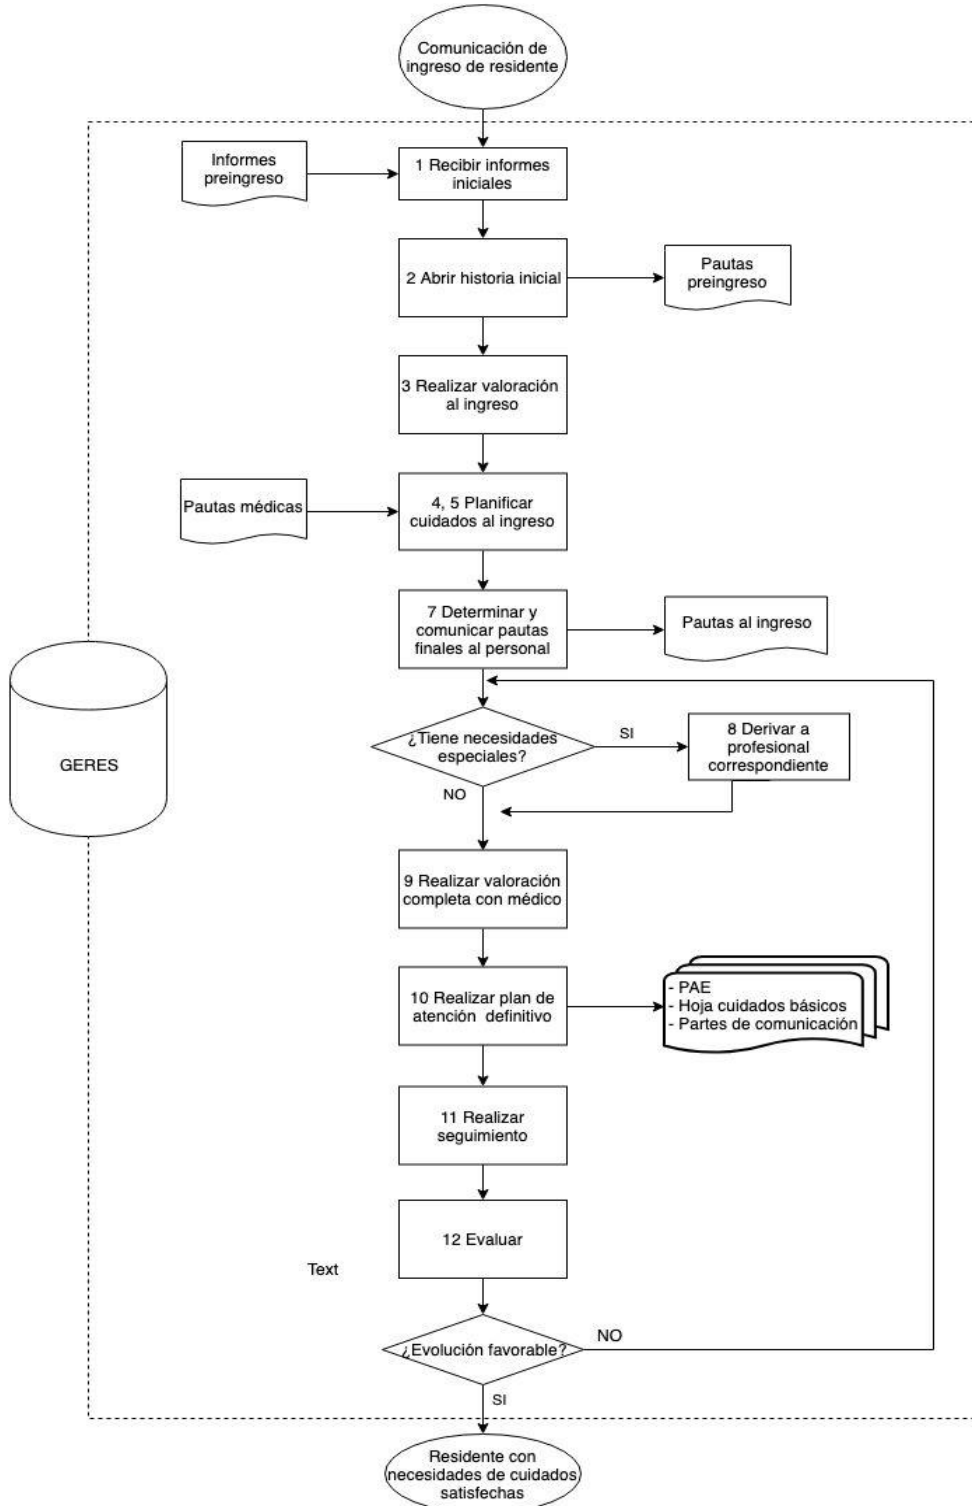 Comunicación de
ingreso de residente
Informes
preingreso
1 Recibir informes
iniciales
2 Abrir historia inicial
Pautas
preingreso
3 Realizar valoración
al ingreso
Pautas médicas
4, 5 Planificar
cuidados al ingreso
7 Determinar y
comunicar pautas
finales al personal
Pautas al ingreso
¿Tiene necesidades
especiales?
SI
8 Derivar a
profesional
correspondiente
NO
GERES
9 Realizar valoración
completa con médico
10 Realizar plan de
atención definitivo
- PAE
- Hoja cuidados básicos
- Partes de comunicación
11 Realizar
seguimiento
12 Evaluar
Text
¿Evolución favorable?
NO
SI
Residente con
necesidades de cuidados
satisfechas